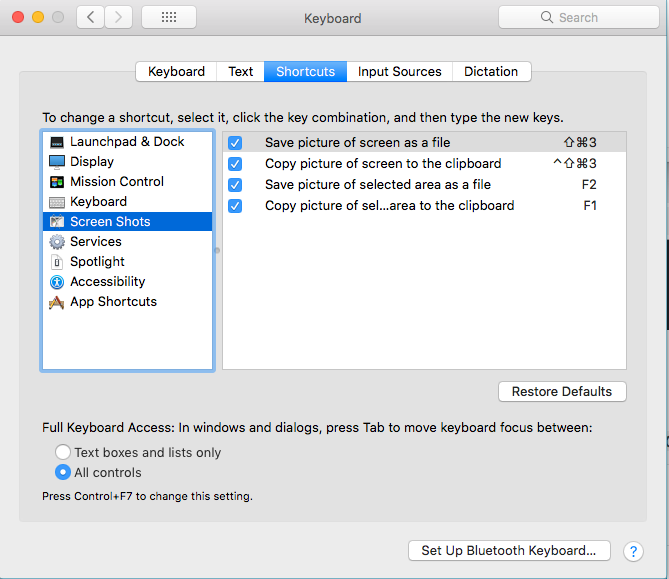 Keyboard
Search
Keyboard Text Shortcuts Input Sources Dictation
To change a shortcut, select it, click the key combination, and then type the new keys.
Launchpad & Dock
Display
Mission Control
Keyboard
Screen Shots
Services
Spotlight
Accessibility
App Shortcuts
Save picture of screen as a file ⇧⌘3
Copy picture of screen to the clipboard ^⇧⌘3
Save picture of selected area as a file F2
Copy picture of sel...area to the clipboard F1
Restore Defaults
Full Keyboard Access: In windows and dialogs, press Tab to move keyboard focus between:
Text boxes and lists only
All controls
Press Control+F7 to change this setting.
Set Up Bluetooth Keyboard... ?